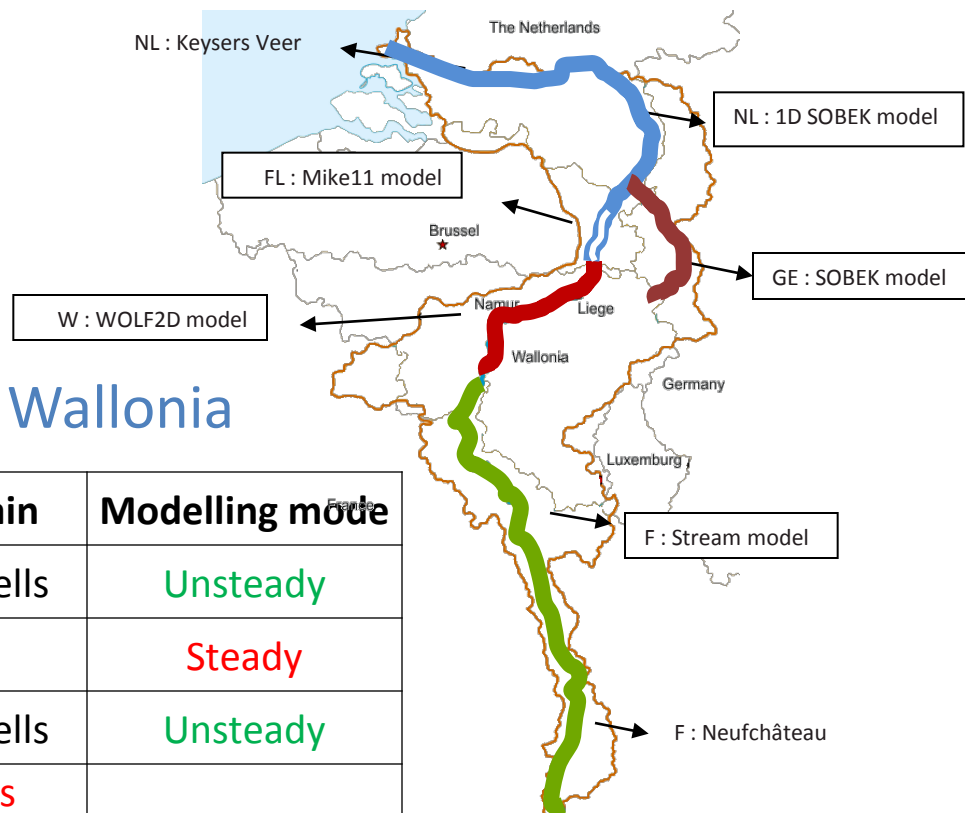 The Netherlands
NL : Keysers Veer
NL : 1D SOBEK model
FL : Mike11 model
Brussel
GE : SOBEK model
Namur
Liege
W : WOLF2D model
Wallonia
Germany
Wallonia
Luxemburg
France
Modelling mode
F : Stream model
ells
Unsteady
Steady
ells
Unsteady
F : Neufchâteau